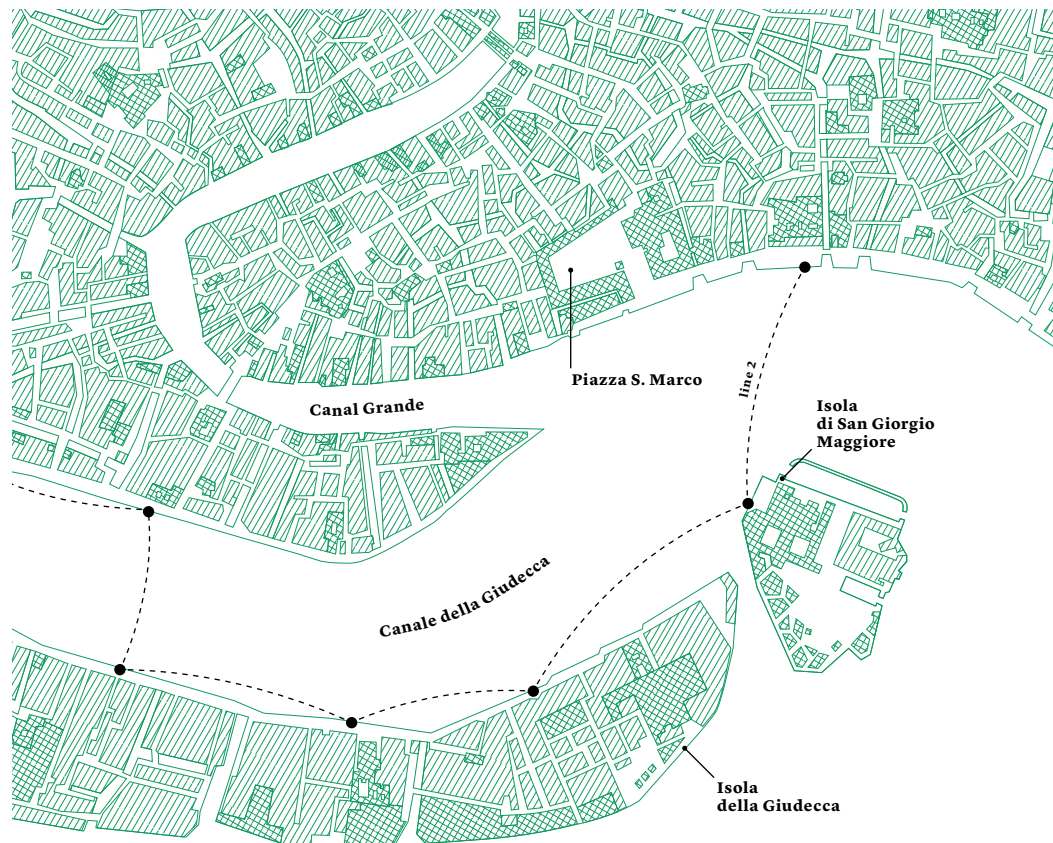 Piazza S. Marco
line 2
Canal Grande
Isola
di San Giorgio
Maggiore
Canale della Giudecca
Isola
della Giudecca